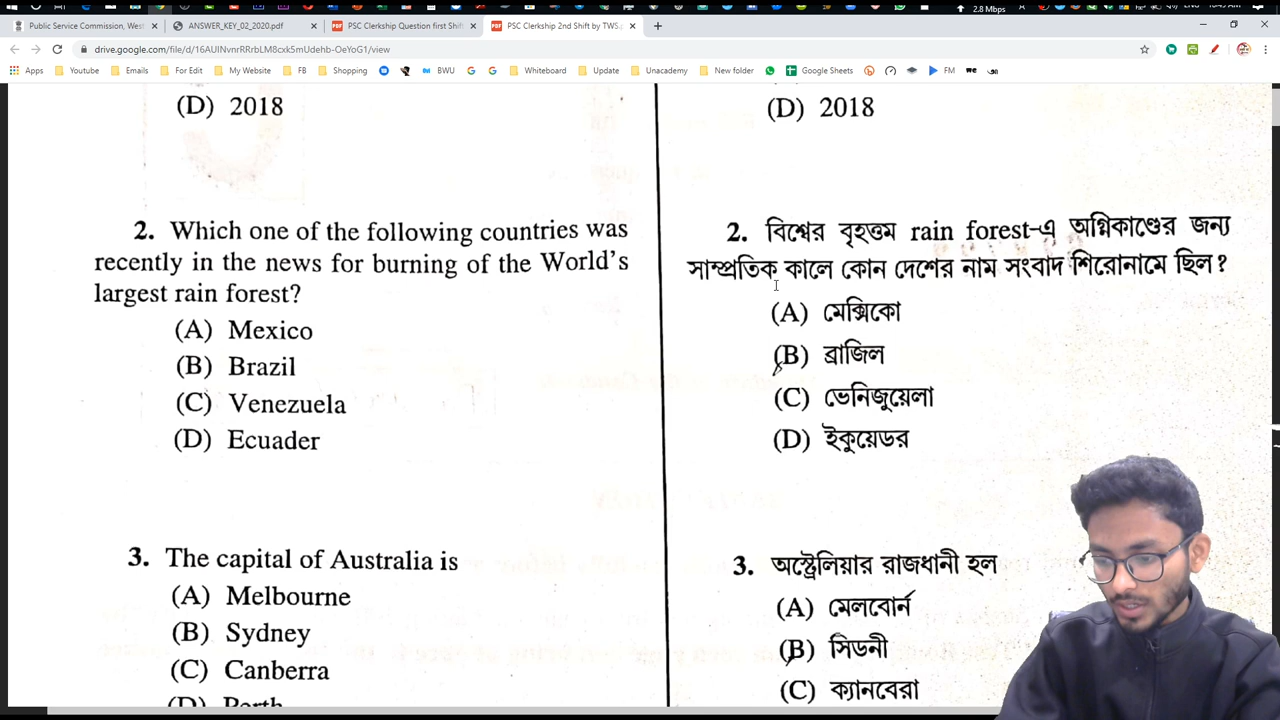 2.8 Mbps
Public Service Commission, West
ANSWER_KEY_02_2020.pdf
PSC Clerkship Question first Shift
PSC Clerkship 2nd Shift by TWS.
drive.google.com/file/d/16AUINvnrRRrbLM8cxk5mUdehb-OeYoG1/view
Apps Youtube Emails For Edit My Website FB Shopping BWU Whiteboard Update Unacademy New folder Google Sheets FM
(D) 2018
2. Which one of the following countries was
recently in the news for burning of the World's
largest rain forest?
(A) Mexico
(B) Brazil
(C) Venezuela
(D) Ecuader
3. The capital of Australia is
(A) Melbourne
(B) Sydney
(C) Canberra
(D) Perth
(D) 2018
2. বিশ্বের বৃহত্তম rain forest-এ অগ্নিকাণ্ডের জন্য
সাম্প্রতিক কালে কোন দেশের নাম সংবাদ শিরোনামে ছিল?
(A) মেক্সিকো
(B) ব্রাজিল
(C) ভেনিজুয়েলা
(D) ইকুয়েডর
3. অস্ট্রেলিয়ার রাজধানী হল
(A) মেলবোর্ন
(B) সিডনী
(C) ক্যানবেরা